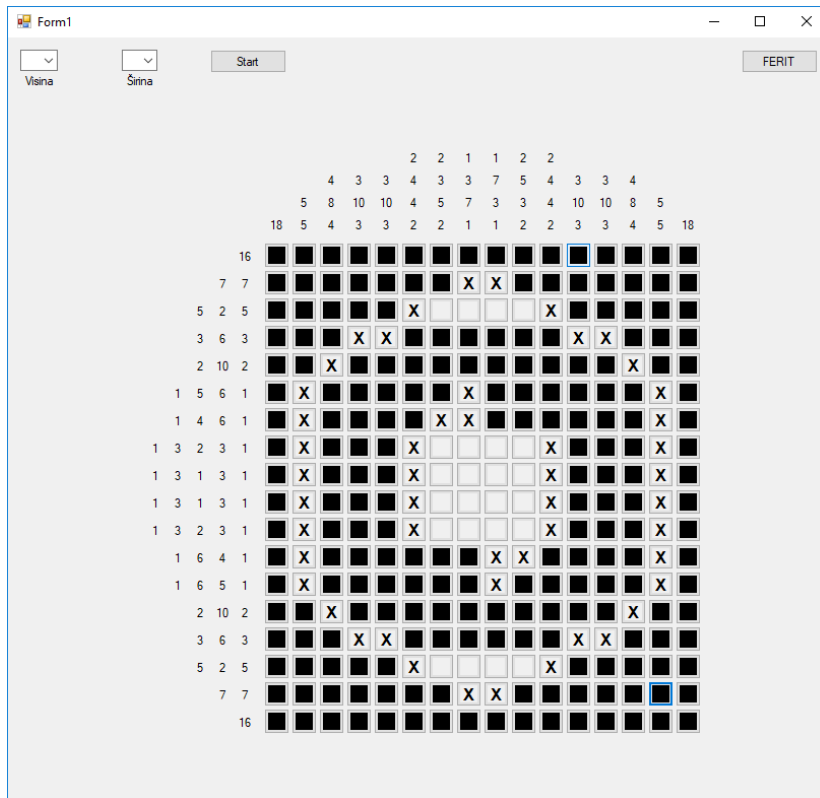 Form1
Start
FERIT
Visina
Širina
2 2 1 1 2 2
4 3 3 4 3 3 7 5 4 3 3 4
5 8 10 10 4 5 7 3 3 4 10 10 8 5
18 5 4 3 3 2 2 1 1 2 2 3 3 4 5 18
16
7 7 X X
5 2 5 X X
3 6 3 X X X X
2 10 2 X X
1 5 6 1 X X X
1 4 6 1 X X X X
1 3 2 3 1 X X X X
1 3 1 3 1 X X X X
1 3 1 3 1 X X X X
1 3 2 3 1 X X X X
1 6 4 1 X X X X
1 6 5 1 X X X
2 10 2 X X
3 6 3 X X X X
5 2 5 X X
7 7 X X
16